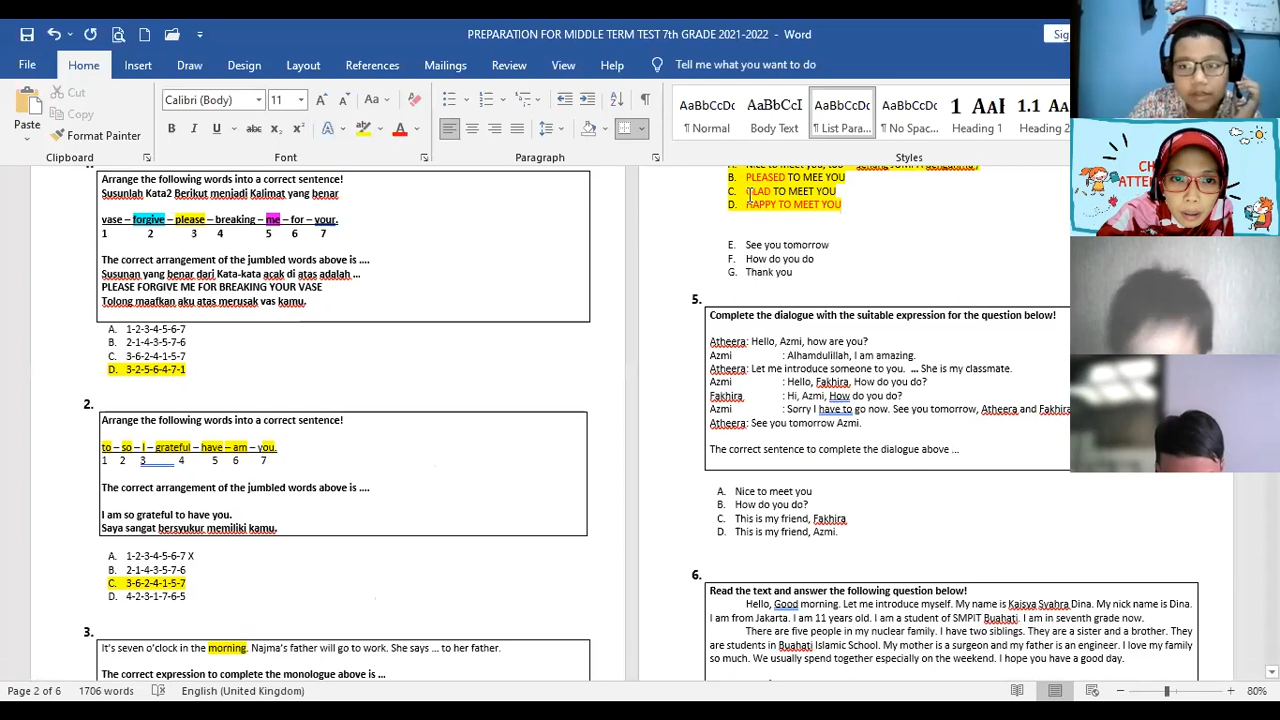 PREPARATION FOR MIDDLE TERM TEST 7th GRADE 2021-2022 - Word
File Home Insert Draw Design Layout References Mailings Review View Help Tell me what you want to do
Paste
Cut
Copy
Format Painter
Clipboard
Calibri (Body) 11
Font
Paragraph
AaBbCcDc AaBbCcI AaBbCcDc AaBbCcDc 1 AaI 1.1 Aa
¶ Normal Body Text ¶ List Para... ¶ No Spac... Heading 1 Heading 2
Styles
Arrange the following words into a correct sentence!
Susunlah Kata2 Berikut menjadi Kalimat yang benar
vase – forgive – please – breaking – me – for – your.
1 2 3 4 5 6 7
The correct arrangement of the jumbled words above is ....
Susunan yang benar dari Kata-kata acak di atas adalah ...
PLEASE FORGIVE ME FOR BREAKING YOUR VASE
Tolong maafkan aku atas merusak vas kamu.
A. 1-2-3-4-5-6-7
B. 2-1-4-3-5-7-6
C. 3-6-2-4-1-5-7
D. 3-2-5-6-4-7-1
2.
Arrange the following words into a correct sentence!
to – so – I – grateful – have – am – you.
1 2 3 4 5 6 7
The correct arrangement of the jumbled words above is ....
I am so grateful to have you.
Saya sangat bersyukur memiliki kamu.
A. 1-2-3-4-5-6-7 X
B. 2-1-4-3-5-7-6
C. 3-6-2-4-1-5-7
D. 4-2-3-1-7-6-5
3.
It's seven o'clock in the morning. Najma's father will go to work. She says ... to her father.
The correct expression to complete the monologue above is ...
B. PLEASED TO MEE YOU
C. GLAD TO MEET YOU
D. HAPPY TO MEET YOU
E. See you tomorrow
F. How do you do
G. Thank you
5.
Complete the dialogue with the suitable expression for the question below!
Atheera: Hello, Azmi, how are you?
Azmi : Alhamdulillah, I am amazing.
Atheera: Let me introduce someone to you. ... She is my classmate.
Azmi : Hello, Fakhira, How do you do?
Fakhira : Hi, Azmi, How do you do?
Azmi : Sorry I have to go now. See you tomorrow, Atheera and Fakhira
Atheera: See you tomorrow Azmi.
The correct sentence to complete the dialogue above ...
A. Nice to meet you
B. How do you do?
C. This is my friend, Fakhira
D. This is my friend, Azmi.
6.
Read the text and answer the following question below!
Hello, Good morning. Let me introduce myself. My name is Kaisya Syahra Dina. My nick name is Dina.
I am from Jakarta. I am 11 years old. I am a student of SMPIT Buahati. I am in seventh grade now.
There are five people in my nuclear family. I have two siblings. They are a sister and a brother. They
are students in Buahati Islamic School. My mother is a surgeon and my father is an engineer. I love my family
so much. We usually spend together especially on the weekend. I hope you have a good day.
Page 2 of 6 1706 words English (United Kingdom) 80%